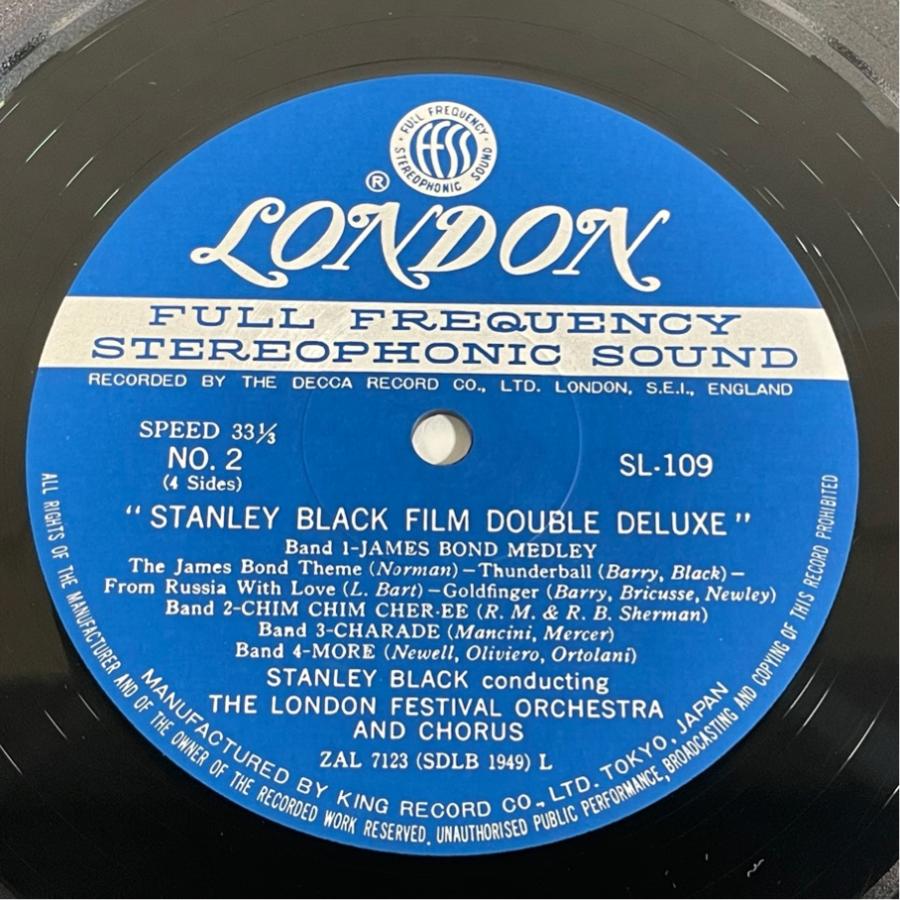 FULL FREQUENCY
ffss
STEREOPHONIC SOUND
®
LONDON
FULL FREQUENCY
STEREOPHONIC SOUND
RECORDED BY THE DECCA RECORD CO., LTD. LONDON, S.E.I., ENGLAND
SPEED 33⅓
NO. 2
(4 Sides)
SL-109
"STANLEY BLACK FILM DOUBLE DELUXE"
Band 1-JAMES BOND MEDLEY
The James Bond Theme (Norman)-Thunderball (Barry, Black)-
From Russia With Love (L. Bart)-Goldfinger (Barry, Bricusse, Newley)
Band 2-CHIM CHIM CHER-EE (R. M. & R. B. Sherman)
Band 3-CHARADE (Mancini, Mercer)
Band 4-MORE (Newell, Oliviero, Ortolani)
STANLEY BLACK conducting
THE LONDON FESTIVAL ORCHESTRA
AND CHORUS
ZAL 7123 (SDLB 1949) L
MANUFACTURED BY KING RECORD CO., LTD. TOKYO, JAPAN
ALL RIGHTS OF THE MANUFACTURER AND OF THE OWNER OF THE RECORDED WORK RESERVED. UNAUTHORISED PUBLIC PERFORMANCE, BROADCASTING AND COPYING OF THIS RECORD PROHIBITED